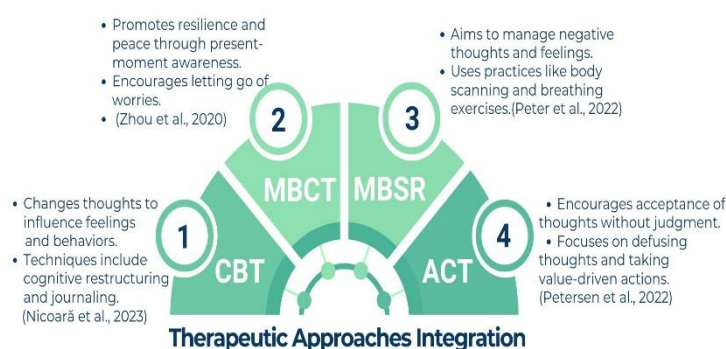 • Changes thoughts to
influence feelings
and behaviors.
• Techniques include
cognitive restructuring
and journaling.
(Nicoară et al., 2023)
1
CBT
• Promotes resilience and
peace through present-
moment awareness.
• Encourages letting go of
worries.
• (Zhou et al., 2020)
2
MBCT
• Aims to manage negative
thoughts and feelings.
• Uses practices like body
scanning and breathing
exercises.(Peter et al., 2022)
3
MBSR
• Encourages acceptance of
thoughts without judgment.
• Focuses on defusing
thoughts and taking
value-driven actions.
(Petersen et al., 2022)
4
ACT
Therapeutic Approaches Integration